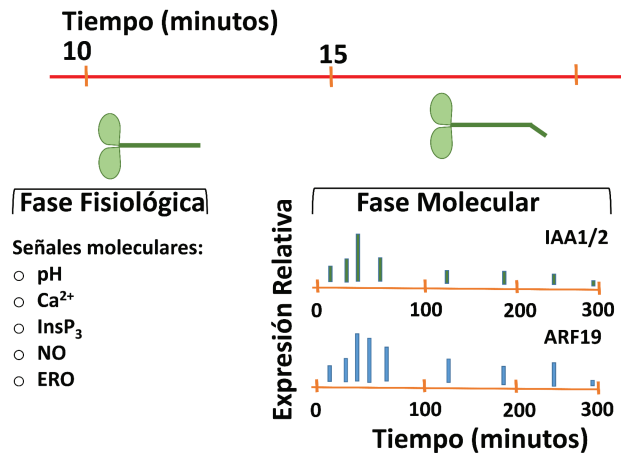 Tiempo (minutos)
10 15
Fase Fisiológica
Señales moleculares:
○ pH
○ Ca²⁺
○ InsP₃
○ NO
○ ERO
Fase Molecular
Expresión Relativa
IAA1/2
0 100 200 300
ARF19
0 100 200 300
Tiempo (minutos)